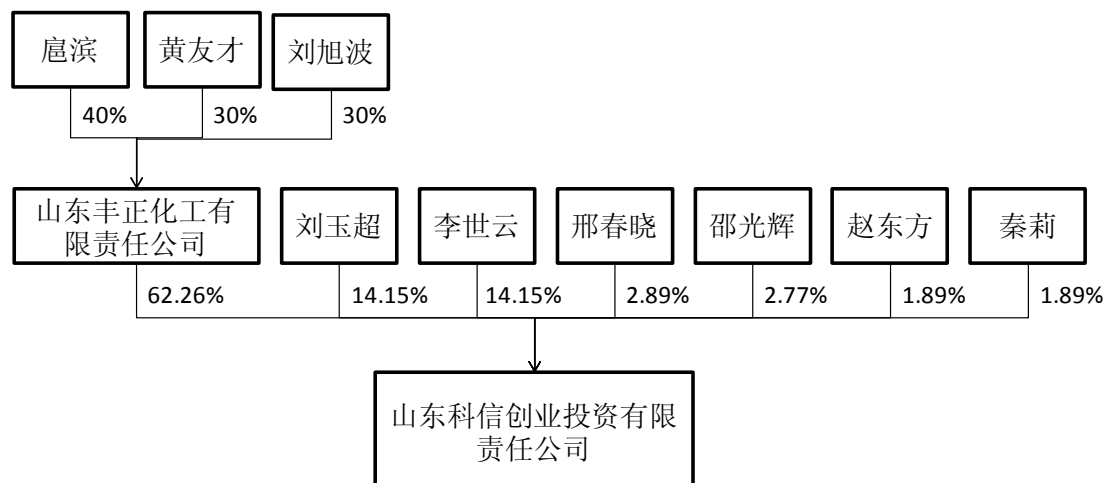 扈滨
黄友才
刘旭波
40%
30%
30%
山东丰正化工有
限责任公司
刘玉超
李世云
邢春晓
邵光辉
赵东方
秦莉
62.26%
14.15%
14.15%
2.89%
2.77%
1.89%
1.89%
山东科信创业投资有限
责任公司